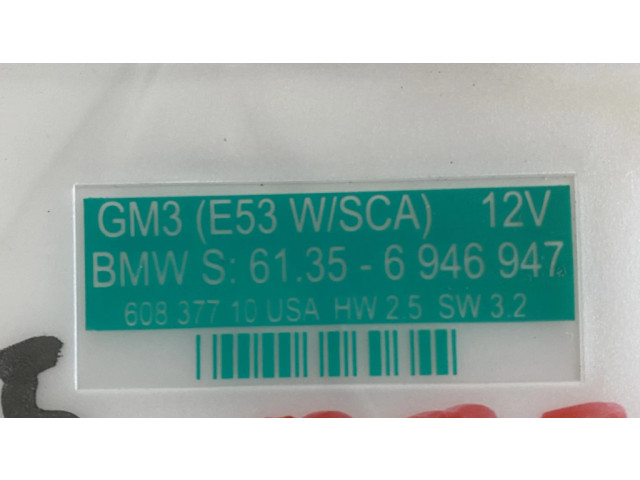 GM3 (E53 W/SCA) 12V
BMW S: 61.35 - 6 946 947
608 377 10 USA HW 2.5 SW 3.2